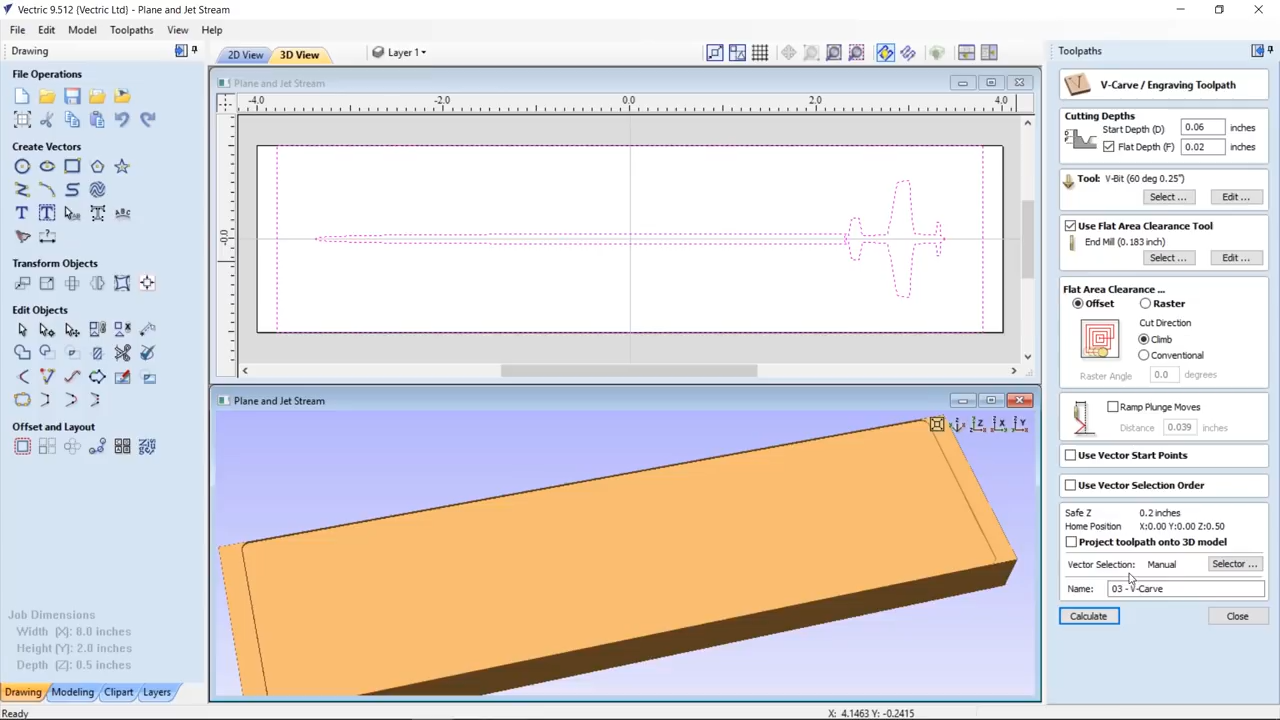 Vectric 9.512 {Vectric Ltd} - Plane and Jet Stream
File Edit Model Toolpaths View Help
Drawing
File Operations
Create Vectors
Transform Objects
Edit Objects
Offset and Layout
Job Dimensions
Width (X): 8.0 inches
Height (Y): 2.0 inches
Depth (Z): 0.5 inches
Drawing Modeling Clipart Layers
Ready
2D View 3D View Layer 1
Plane and Jet Stream
-4.0 -2.0 0.0 2.0 4.0
-0.0
Plane and Jet Stream
Z X Y
X: 4.1463 Y: -0.2415
Toolpaths
V-Carve / Engraving Toolpath
Cutting Depths
Start Depth (D) 0.06 inches
Flat Depth (F) 0.02 inches
Tool: V-Bit (60 deg 0.25")
Select ... Edit ...
Use Flat Area Clearance Tool
End Mill (0.183 inch)
Select ... Edit ...
Flat Area Clearance ...
Offset Raster
Cut Direction
Climb
Conventional
Raster Angle 0.0 degrees
Ramp Plunge Moves
Distance 0.039 inches
Use Vector Start Points
Use Vector Selection Order
Safe Z 0.2 inches
Home Position X:0.00 Y:0.00 Z:0.50
Project toolpath onto 3D model
Vector Selection: Manual Selector ...
Name: 03 - V-Carve
Calculate Close